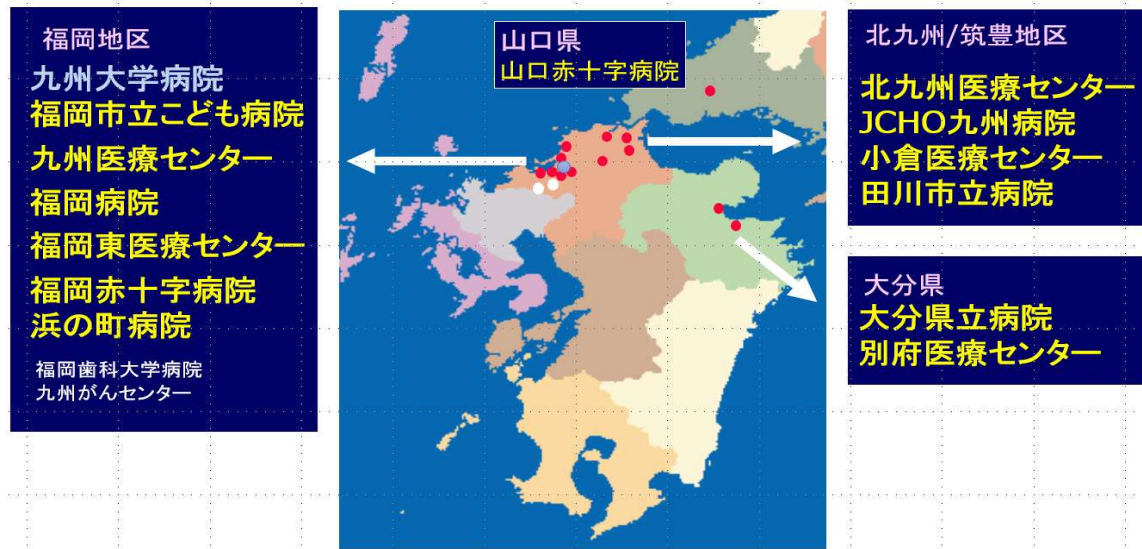 福岡地区
九州大学病院
福岡市立こども病院
九州医療センター
福岡病院
福岡東医療センター
福岡赤十字病院
浜の町病院
福岡歯科大学病院
九州がんセンター
山口県
山口赤十字病院
北九州/筑豊地区
北九州医療センター
JCHO九州病院
小倉医療センター
田川市立病院
大分県
大分県立病院
別府医療センター